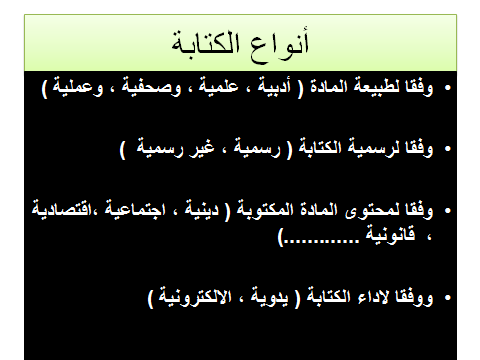 أنواع الكتابة
• وفقا لطبيعة المادة ( أدبية ، علمية ، وصحفية ، وعملية )
• وفقا لرسمية الكتابة ( رسمية ، غير رسمية )
• وفقا لمحتوى المادة المكتوبة ( دينية ، اجتماعية ،اقتصادية
، قانونية .............)
• ووفقا لاداء الكتابة ( يدوية ، الالكترونية )